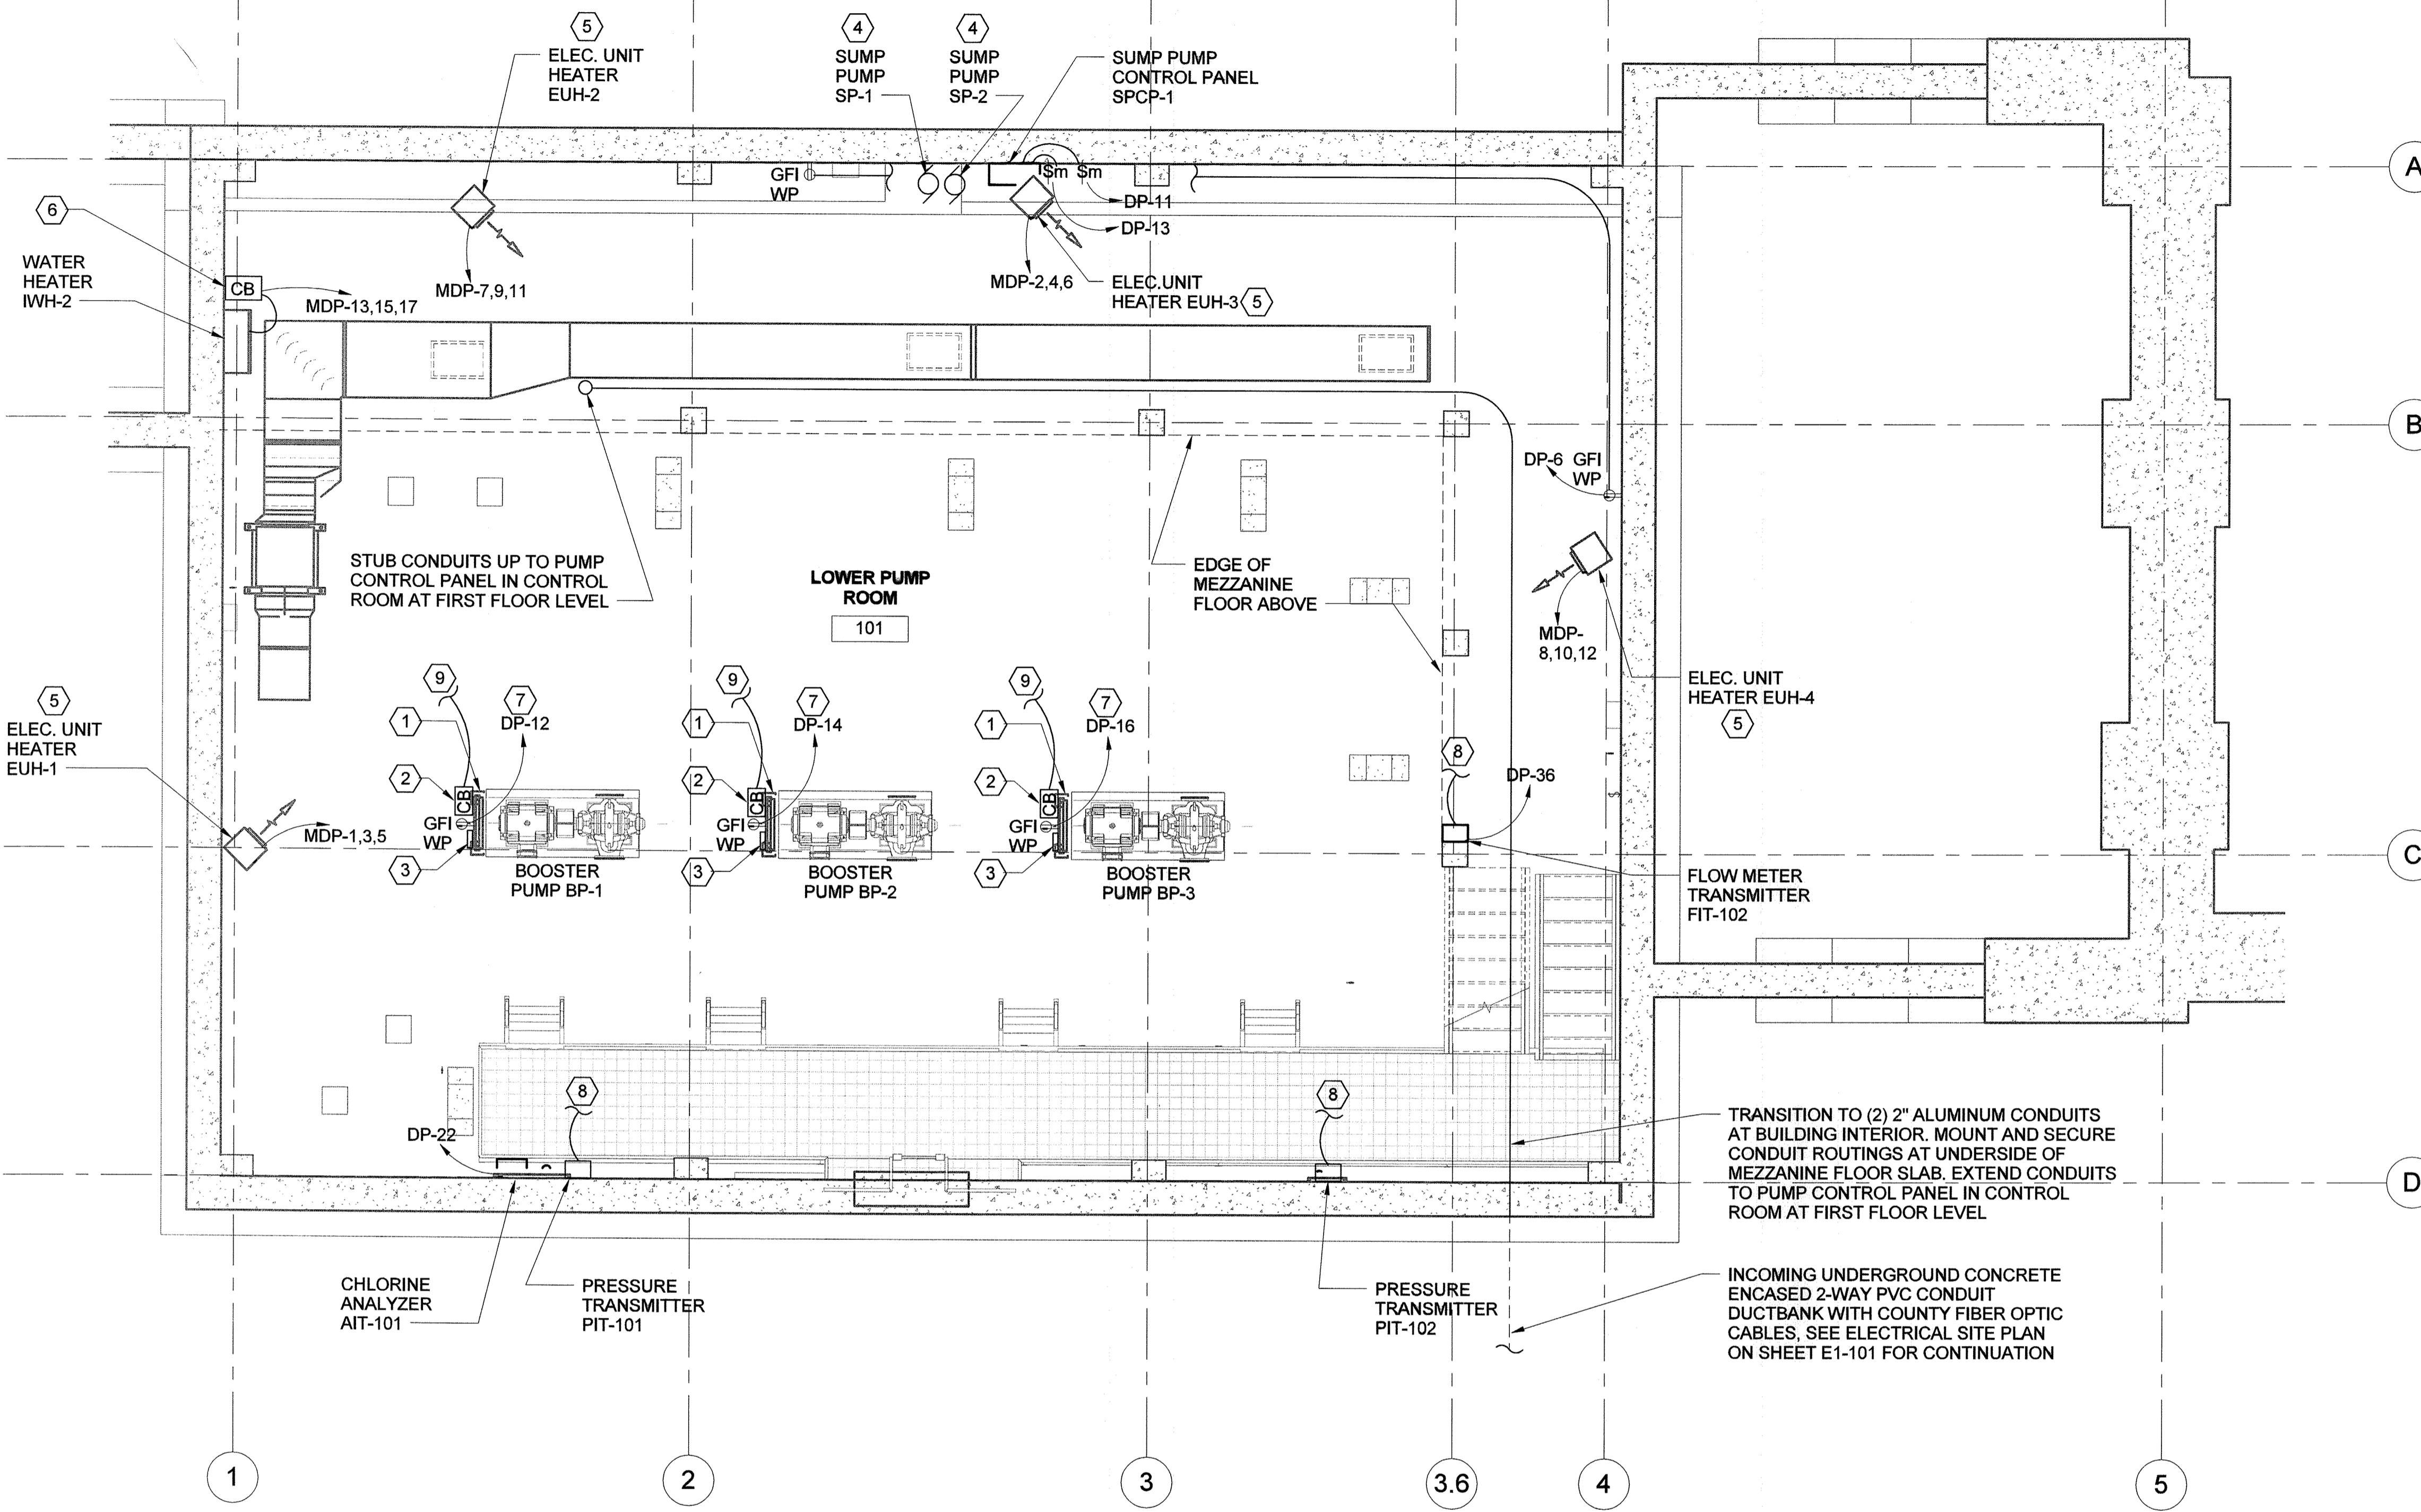 5
ELEC. UNIT
HEATER
EUH-2
4
SUMP
PUMP
SP-1
4
SUMP
PUMP
SP-2
SUMP PUMP
CONTROL PANEL
SPCP-1
A
GFI
WP
Sm
Sm
DP-11
DP-13
6
WATER
HEATER
IWH-2
CB
MDP-13,15,17
MDP-7,9,11
MDP-2,4,6
ELEC.UNIT
HEATER EUH-3
5
B
DP-6
GFI
WP
STUB CONDUITS UP TO PUMP
CONTROL PANEL IN CONTROL
ROOM AT FIRST FLOOR LEVEL
LOWER PUMP
ROOM
101
EDGE OF
MEZZANINE
FLOOR ABOVE
MDP-
8,10,12
ELEC. UNIT
HEATER EUH-4
5
5
ELEC. UNIT
HEATER
EUH-1
MDP-1,3,5
9
1
7
DP-12
2
CB
GFI
WP
3
BOOSTER
PUMP BP-1
9
1
7
DP-14
2
CB
GFI
WP
3
BOOSTER
PUMP BP-2
9
1
7
DP-16
2
CB
GFI
WP
3
BOOSTER
PUMP BP-3
8
DP-36
C
FLOW METER
TRANSMITTER
FIT-102
8
8
DP-22
TRANSITION TO (2) 2" ALUMINUM CONDUITS
AT BUILDING INTERIOR. MOUNT AND SECURE
CONDUIT ROUTINGS AT UNDERSIDE OF
MEZZANINE FLOOR SLAB. EXTEND CONDUITS
TO PUMP CONTROL PANEL IN CONTROL
ROOM AT FIRST FLOOR LEVEL
D
CHLORINE
ANALYZER
AIT-101
PRESSURE
TRANSMITTER
PIT-101
PRESSURE
TRANSMITTER
PIT-102
INCOMING UNDERGROUND CONCRETE
ENCASED 2-WAY PVC CONDUIT
DUCTBANK WITH COUNTY FIBER OPTIC
CABLES, SEE ELECTRICAL SITE PLAN
ON SHEET E1-101 FOR CONTINUATION
1
2
3
3.6
4
5